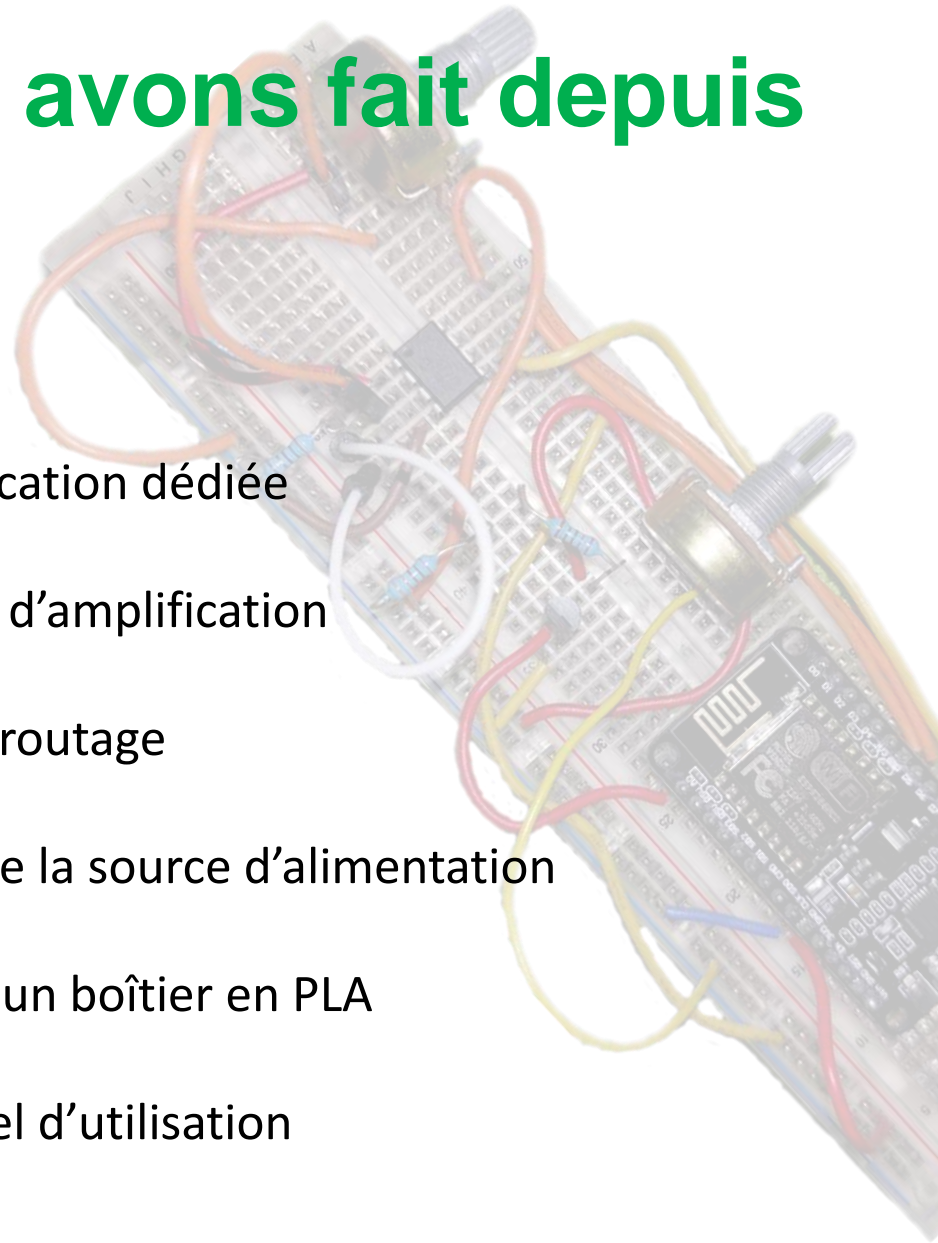 avons fait depuis
cation dédiée
d’amplification
routage
e la source d’alimentation
un boîtier en PLA
el d’utilisation